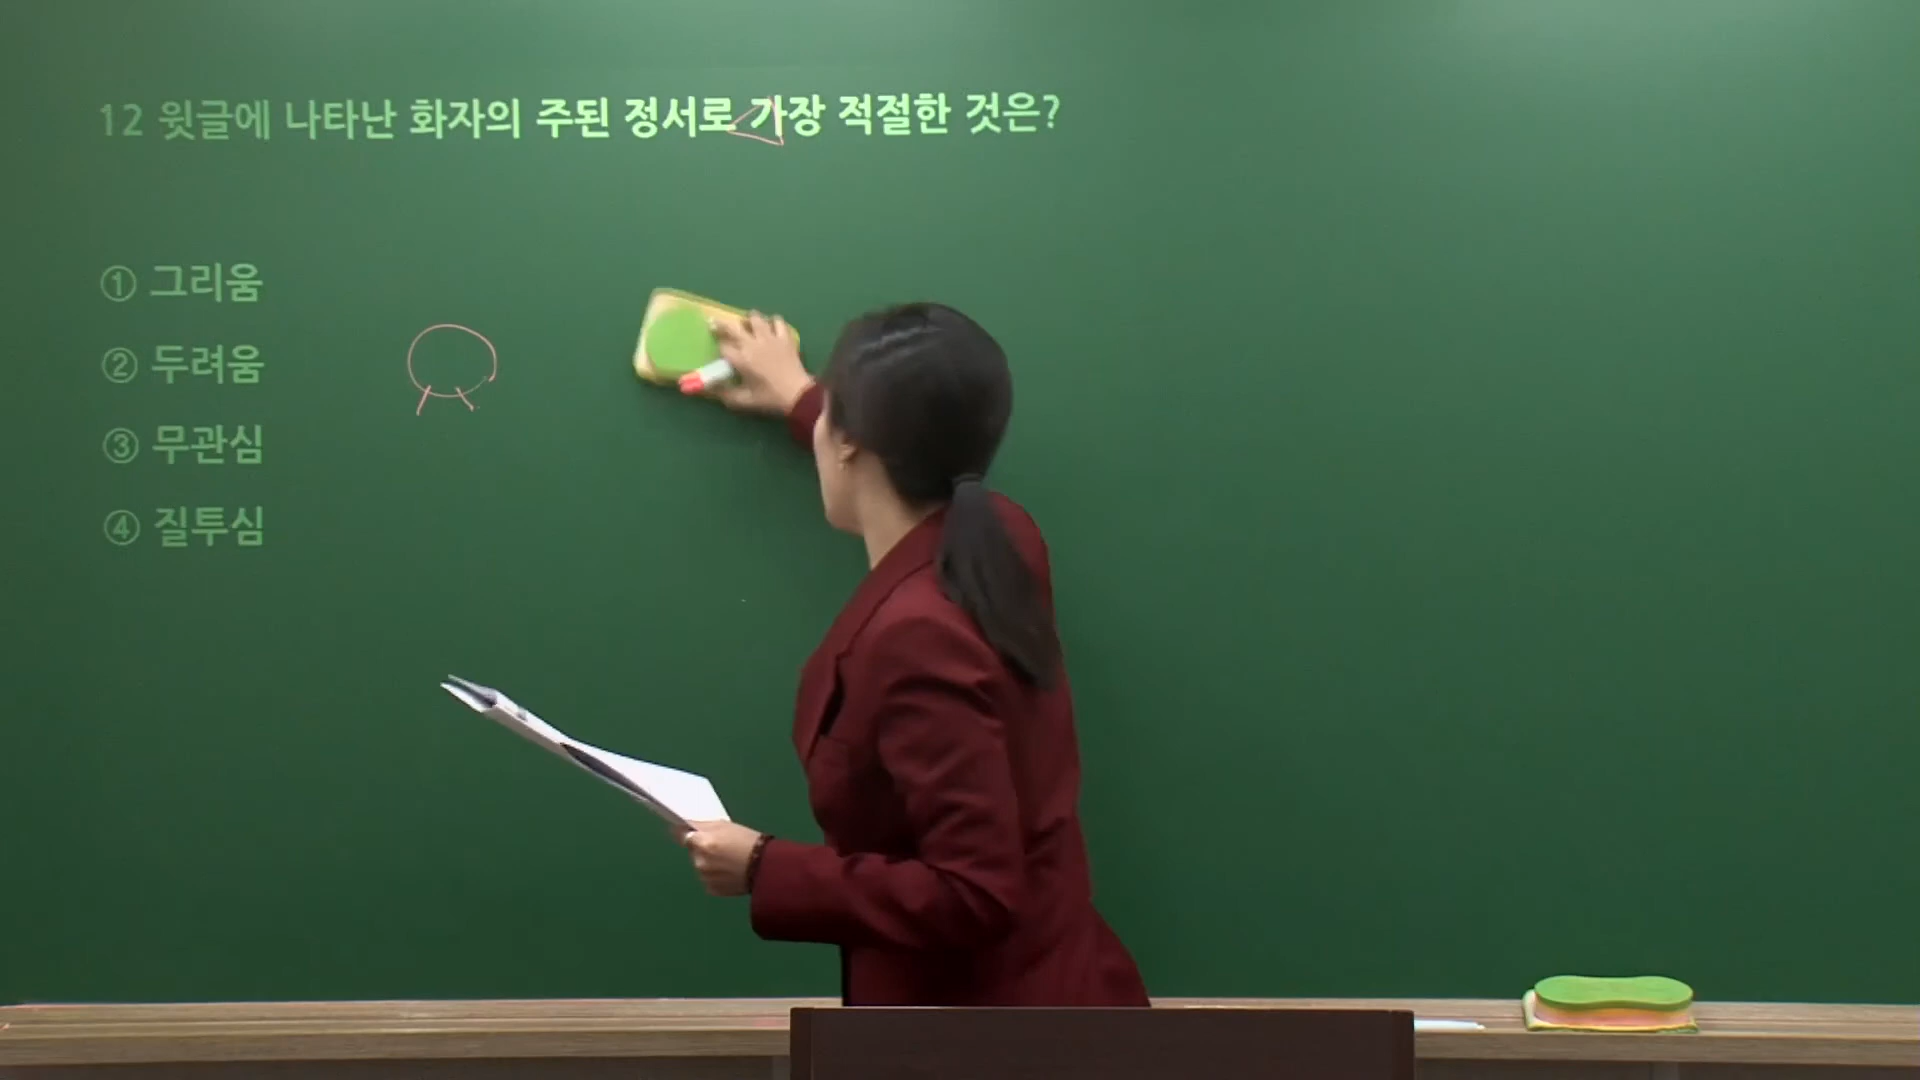 12 윗글에 나타난 화자의 주된 정서로 가장 적절한 것은?
① 그리움
② 두려움
③ 무관심
④ 질투심